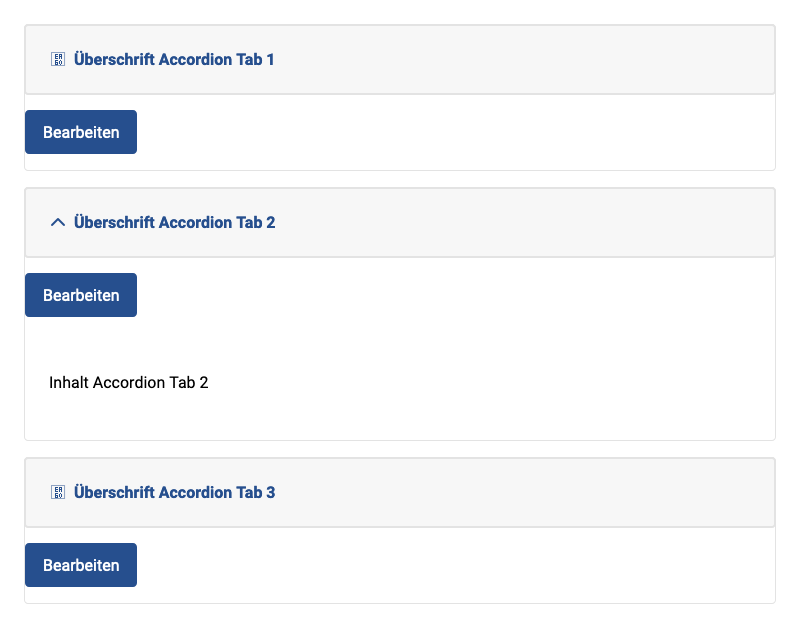 Überschrift Accordion Tab 1
Bearbeiten
Überschrift Accordion Tab 2
Bearbeiten
Inhalt Accordion Tab 2
Überschrift Accordion Tab 3
Bearbeiten